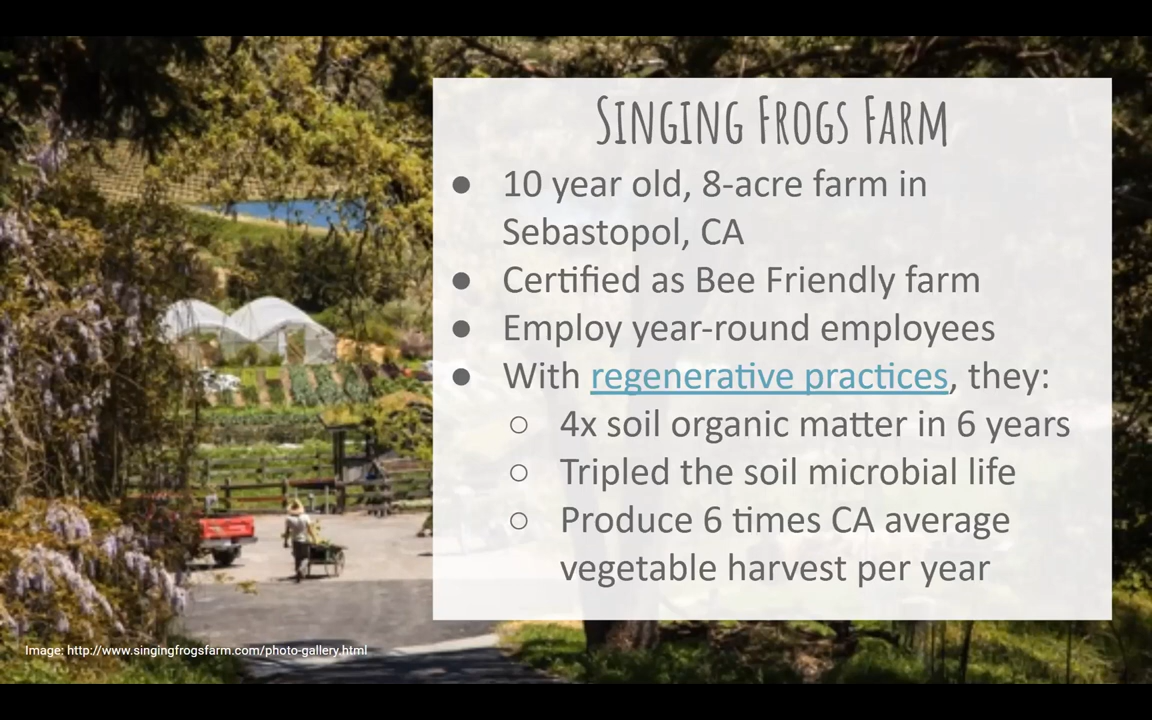 Singing Frogs Farm
● 10 year old, 8-acre farm in
Sebastopol, CA
● Certified as Bee Friendly farm
● Employ year-round employees
● With regenerative practices, they:
○ 4x soil organic matter in 6 years
○ Tripled the soil microbial life
○ Produce 6 times CA average
vegetable harvest per year
Image: http://www.singingfrogsfarm.com/photo-gallery.html